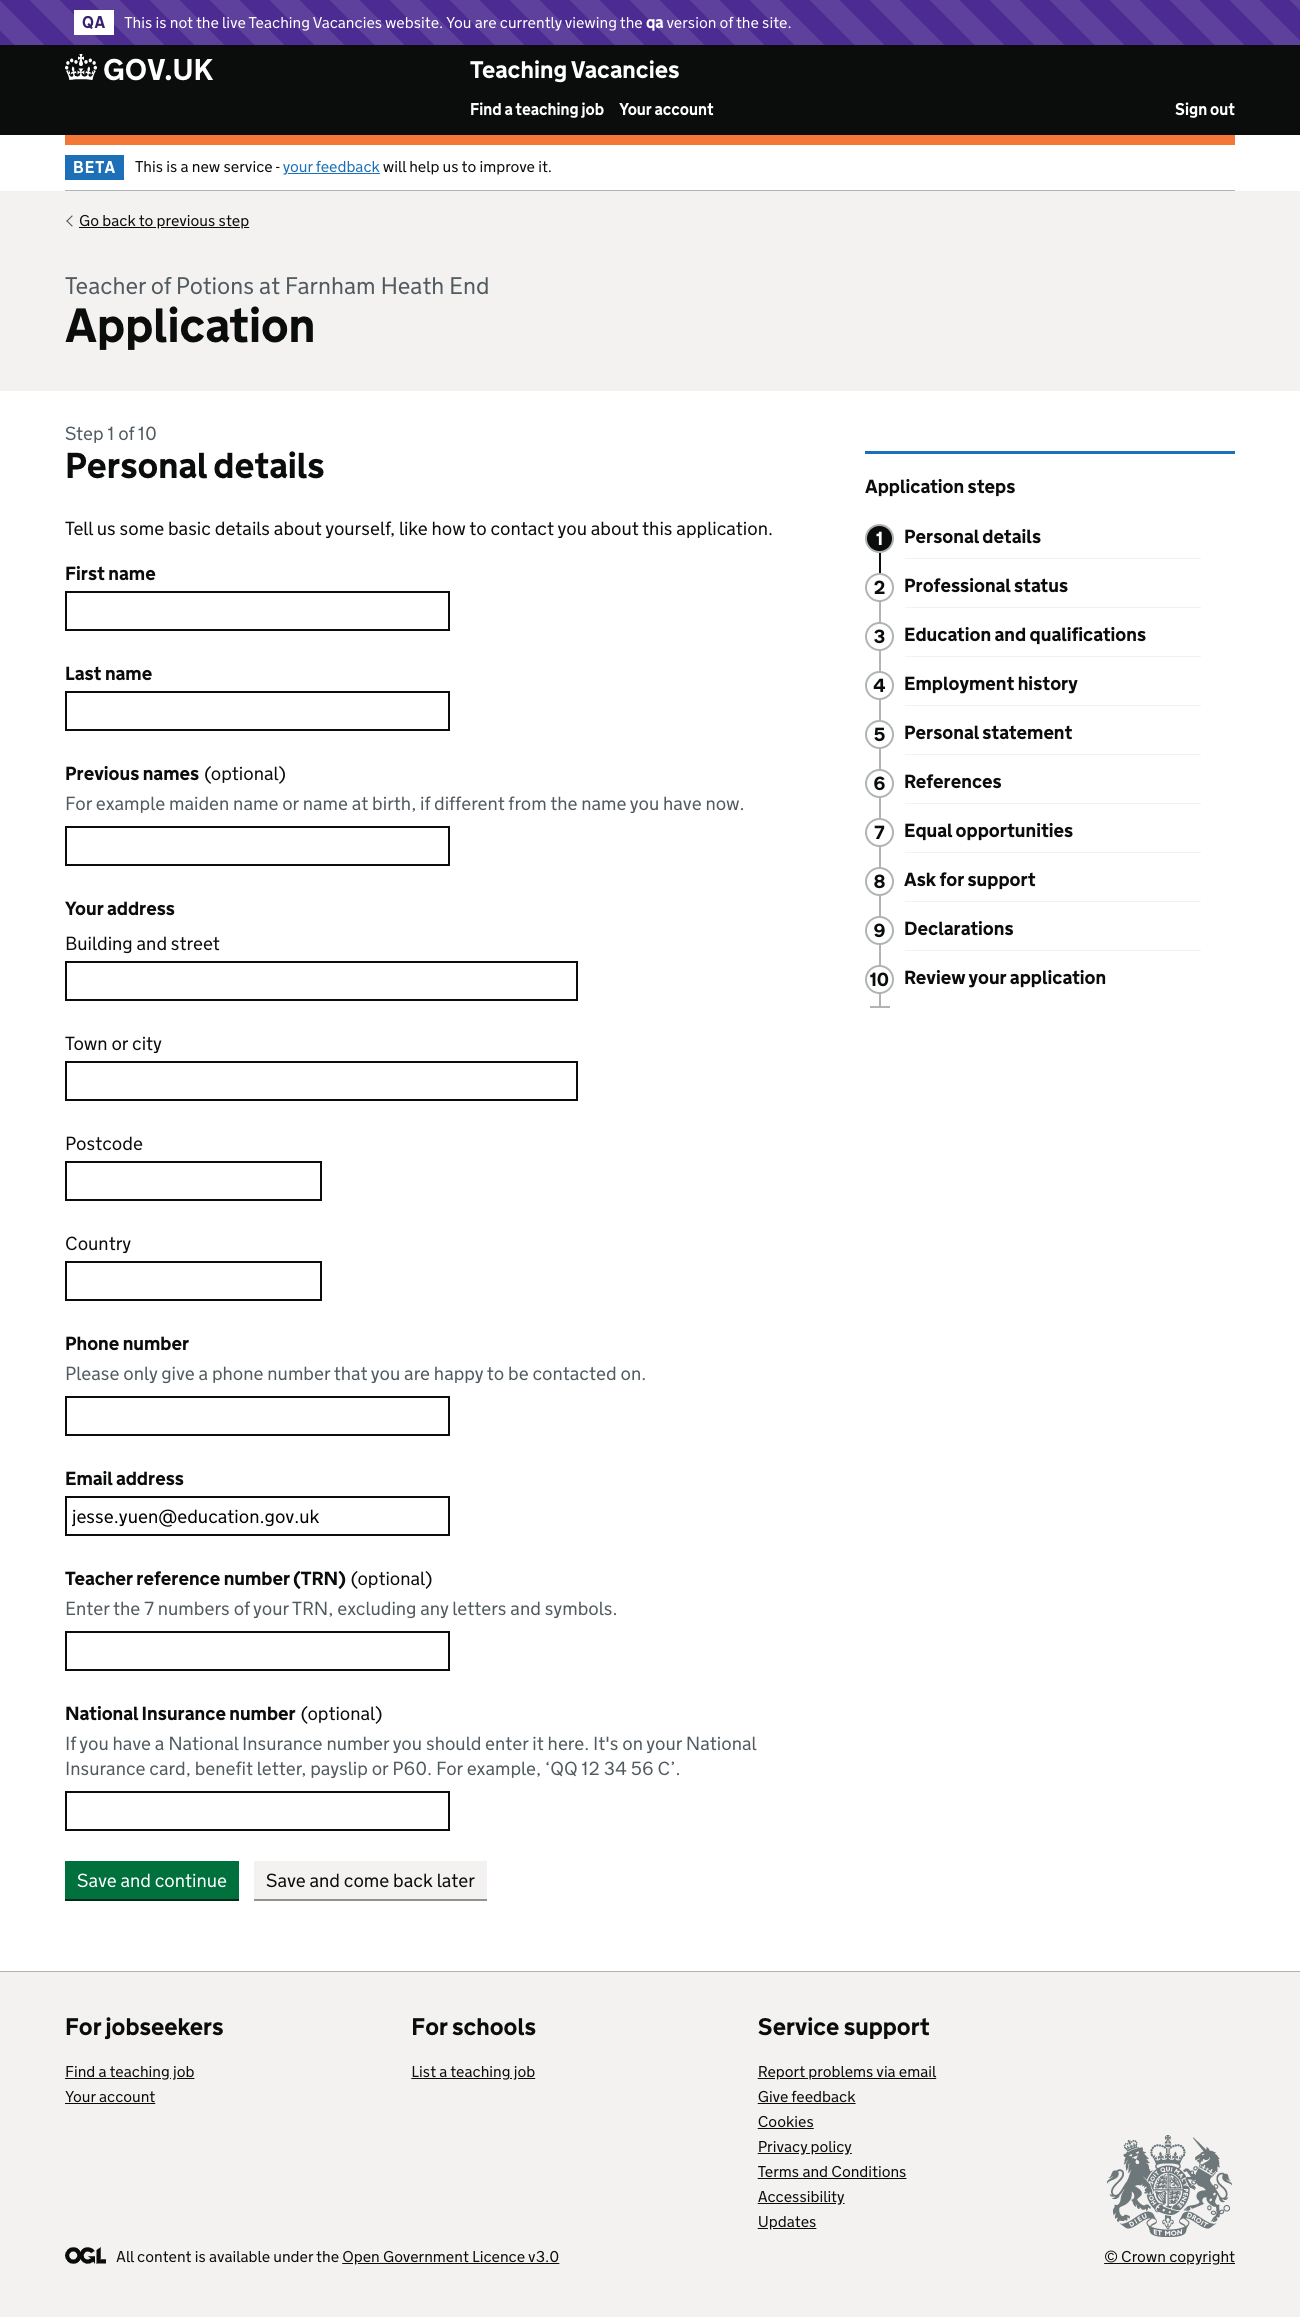 QA This is not the live Teaching Vacancies website. You are currently viewing the qa version of the site.
GOV.UK
Teaching Vacancies
Find a teaching job Your account Sign out
BETA This is a new service - your feedback will help us to improve it.
Go back to previous step
Teacher of Potions at Farnham Heath End
Application
Step 1 of 10
Personal details
Tell us some basic details about yourself, like how to contact you about this application.
First name
Last name
Previous names (optional)
For example maiden name or name at birth, if different from the name you have now.
Your address
Building and street
Town or city
Postcode
Country
Phone number
Please only give a phone number that you are happy to be contacted on.
Email address
jesse.yuen@education.gov.uk
Teacher reference number (TRN) (optional)
Enter the 7 numbers of your TRN, excluding any letters and symbols.
National Insurance number (optional)
If you have a National Insurance number you should enter it here. It's on your National
Insurance card, benefit letter, payslip or P60. For example, ‘QQ 12 34 56 C’.
Save and continue Save and come back later
Application steps
1 Personal details
2 Professional status
3 Education and qualifications
4 Employment history
5 Personal statement
6 References
7 Equal opportunities
8 Ask for support
9 Declarations
10 Review your application
For jobseekers
Find a teaching job
Your account
For schools
List a teaching job
Service support
Report problems via email
Give feedback
Cookies
Privacy policy
Terms and Conditions
Accessibility
Updates
DIEU ET MON DROIT
OGL All content is available under the Open Government Licence v3.0
© Crown copyright